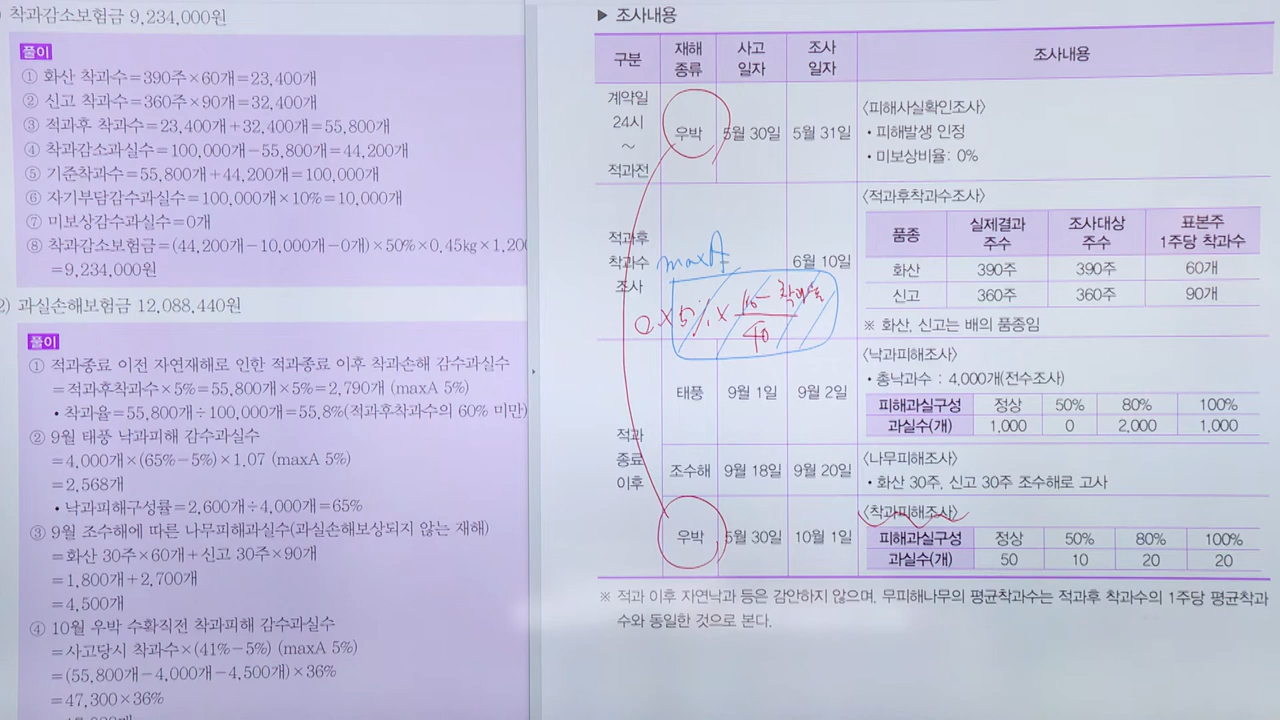 착과감소보험금 9,234,000원
풀이
① 화산 착과수=390주×60개=23,400개
② 신고 착과수=360주×90개=32,400개
③ 적과후 착과수=23,400개+32,400개=55,800개
④ 착과감소과실수=100,000개-55,800개=44,200개
⑤ 기준착과수=55,800개+44,200개=100,000개
⑥ 자기부담감수과실수=100,000개×10%=10,000개
⑦ 미보상감수과실수=0개
⑧ 착과감소보험금=(44,200개-10,000개-0개)×50%×0.45kg×1,200
=9,234,000원
2) 과실손해보험금 12,088,440원
풀이
① 적과종료 이전 자연재해로 인한 적과종료 이후 착과손해 감수과실수
=적과후착과수×5%=55,800개×5%=2,790개 (maxA 5%)
• 착과율=55,800개÷100,000개=55.8%(적과후착과수의 60% 미만)
② 9월 태풍 낙과피해 감수과실수
=4,000개×(65%-5%)×1.07 (maxA 5%)
=2,568개
• 낙과피해구성률=2,600개÷4,000개=65%
③ 9월 조수해에 따른 나무피해과실수(과실손해보상되지 않는 재해)
=화산 30주×60개+신고 30주×90개
=1,800개+2,700개
=4,500개
④ 10월 우박 수확직전 착과피해 감수과실수
=사고당시 착과수×(41%-5%) (maxA 5%)
=(55,800개-4,000개-4,500개)×36%
=47,300×36%
▶ 조사내용
구분 재해 종류 사고 일자 조사 일자 조사내용
계약일 24시 ~ 적과전 우박 5월 30일 5월 31일
〈피해사실확인조사〉
• 피해발생 인정
• 미보상비율: 0%
적과후 착과수 조사 6월 10일
〈적과후착과수조사〉
품종 실제결과 주수 조사대상 주수 표본주 1주당 착과수
화산 390주 390주 60개
신고 360주 360주 90개
※ 화산, 신고는 배의 품종임
maxA
0×5%×
40
적과 종료 이후
태풍 9월 1일 9월 2일
〈낙과피해조사〉
• 총낙과수 : 4,000개(전수조사)
피해과실구성 정상 50% 80% 100%
과실수(개) 1,000 0 2,000 1,000
조수해 9월 18일 9월 20일
〈나무피해조사〉
• 화산 30주, 신고 30주 조수해로 고사
우박 5월 30일 10월 1일
〈착과피해조사〉
피해과실구성 정상 50% 80% 100%
과실수(개) 50 10 20 20
※ 적과 이후 자연낙과 등은 감안하지 않으며, 무피해나무의 평균착과수는 적과후 착과수의 1주당 평균착과
수와 동일한 것으로 본다.